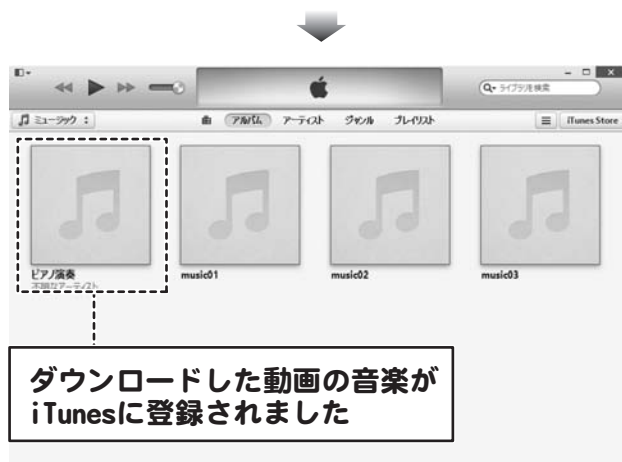 ライブラリを検索
ミュージック
アルバム アーティスト ジャンル プレイリスト
iTunes Store
ピアノ演奏
不明なアーティスト
music01
music02
music03
ダウンロードした動画の音楽が
iTunesに登録されました